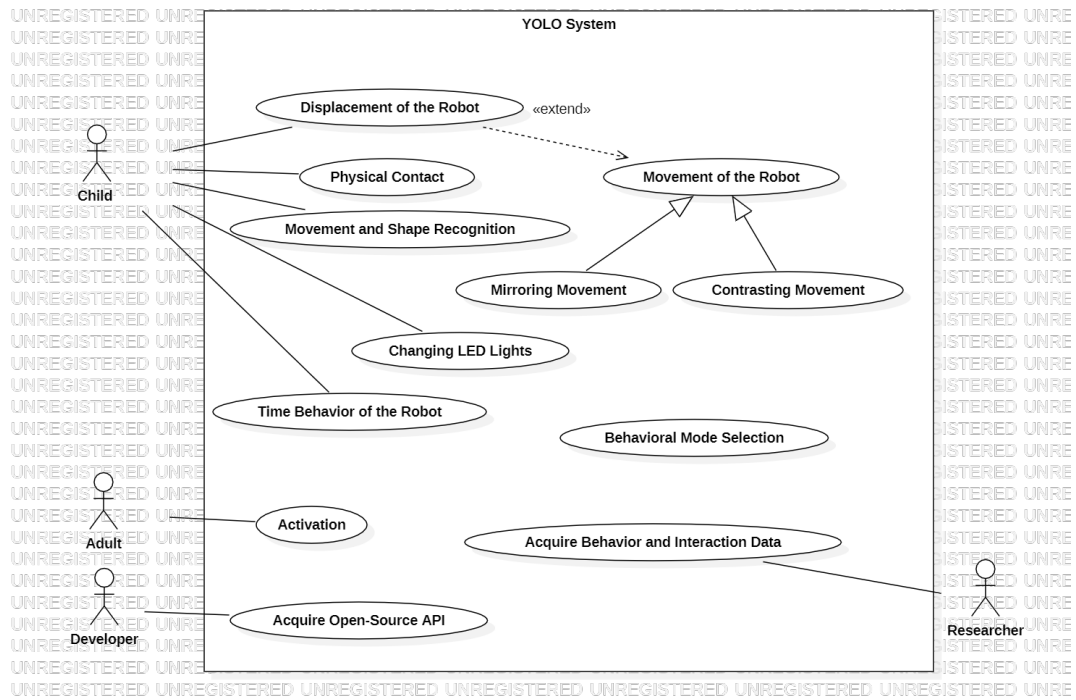 YOLO System
Displacement of the Robot
«extend»
Child
Physical Contact
Movement of the Robot
Movement and Shape Recognition
Mirroring Movement
Contrasting Movement
Changing LED Lights
Time Behavior of the Robot
Behavioral Mode Selection
Adult
Activation
Acquire Behavior and Interaction Data
Developer
Acquire Open-Source API
Researcher
UNREGISTERED UNREGISTERED UNREGISTERED UNREGISTERED UNREGISTERED UNREGISTERED UNREGISTERED